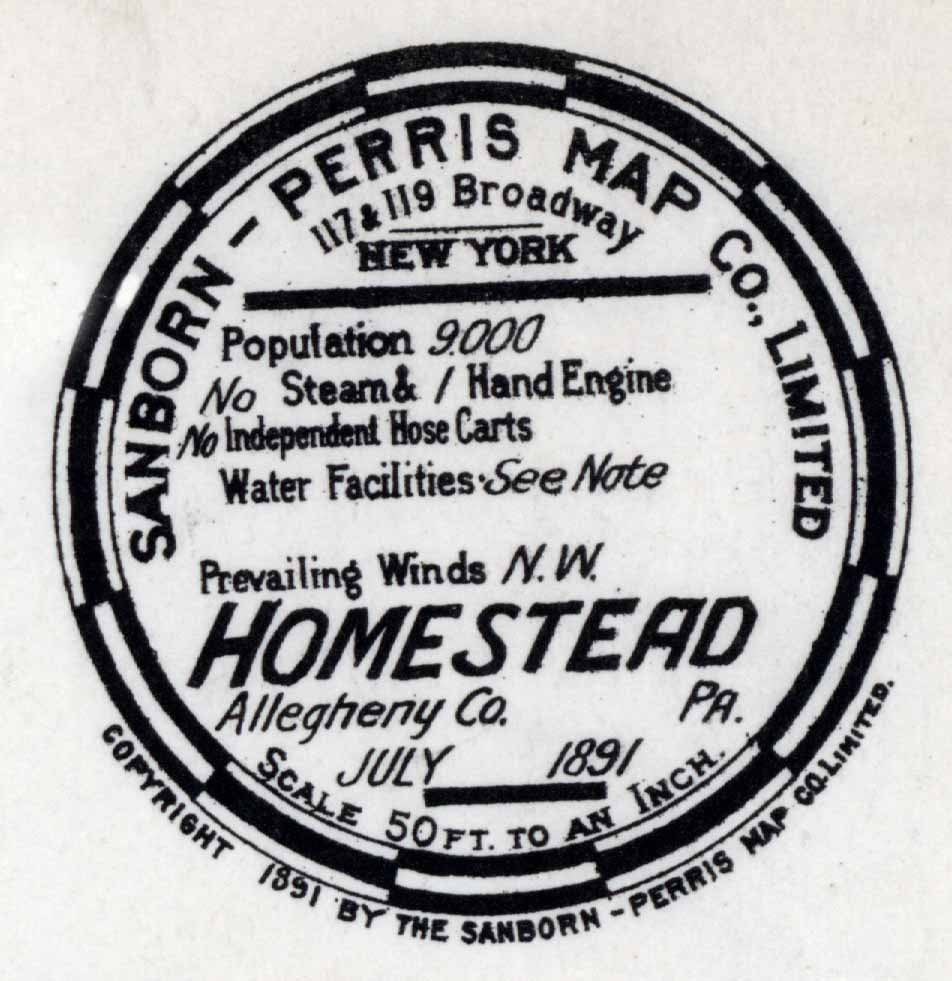 SANBORN - PERRIS MAP CO., LIMITED
117 & 119 Broadway
NEW YORK
Population 9.000
No Steam & 1 Hand Engine
No Independent Hose Carts
Water Facilities. See Note
Prevailing Winds N.W.
HOMESTEAD
Allegheny Co. PA.
JULY 1891
SCALE 50 FT. TO AN INCH.
COPYRIGHT 1891 BY THE SANBORN - PERRIS MAP CO. LIMITED.